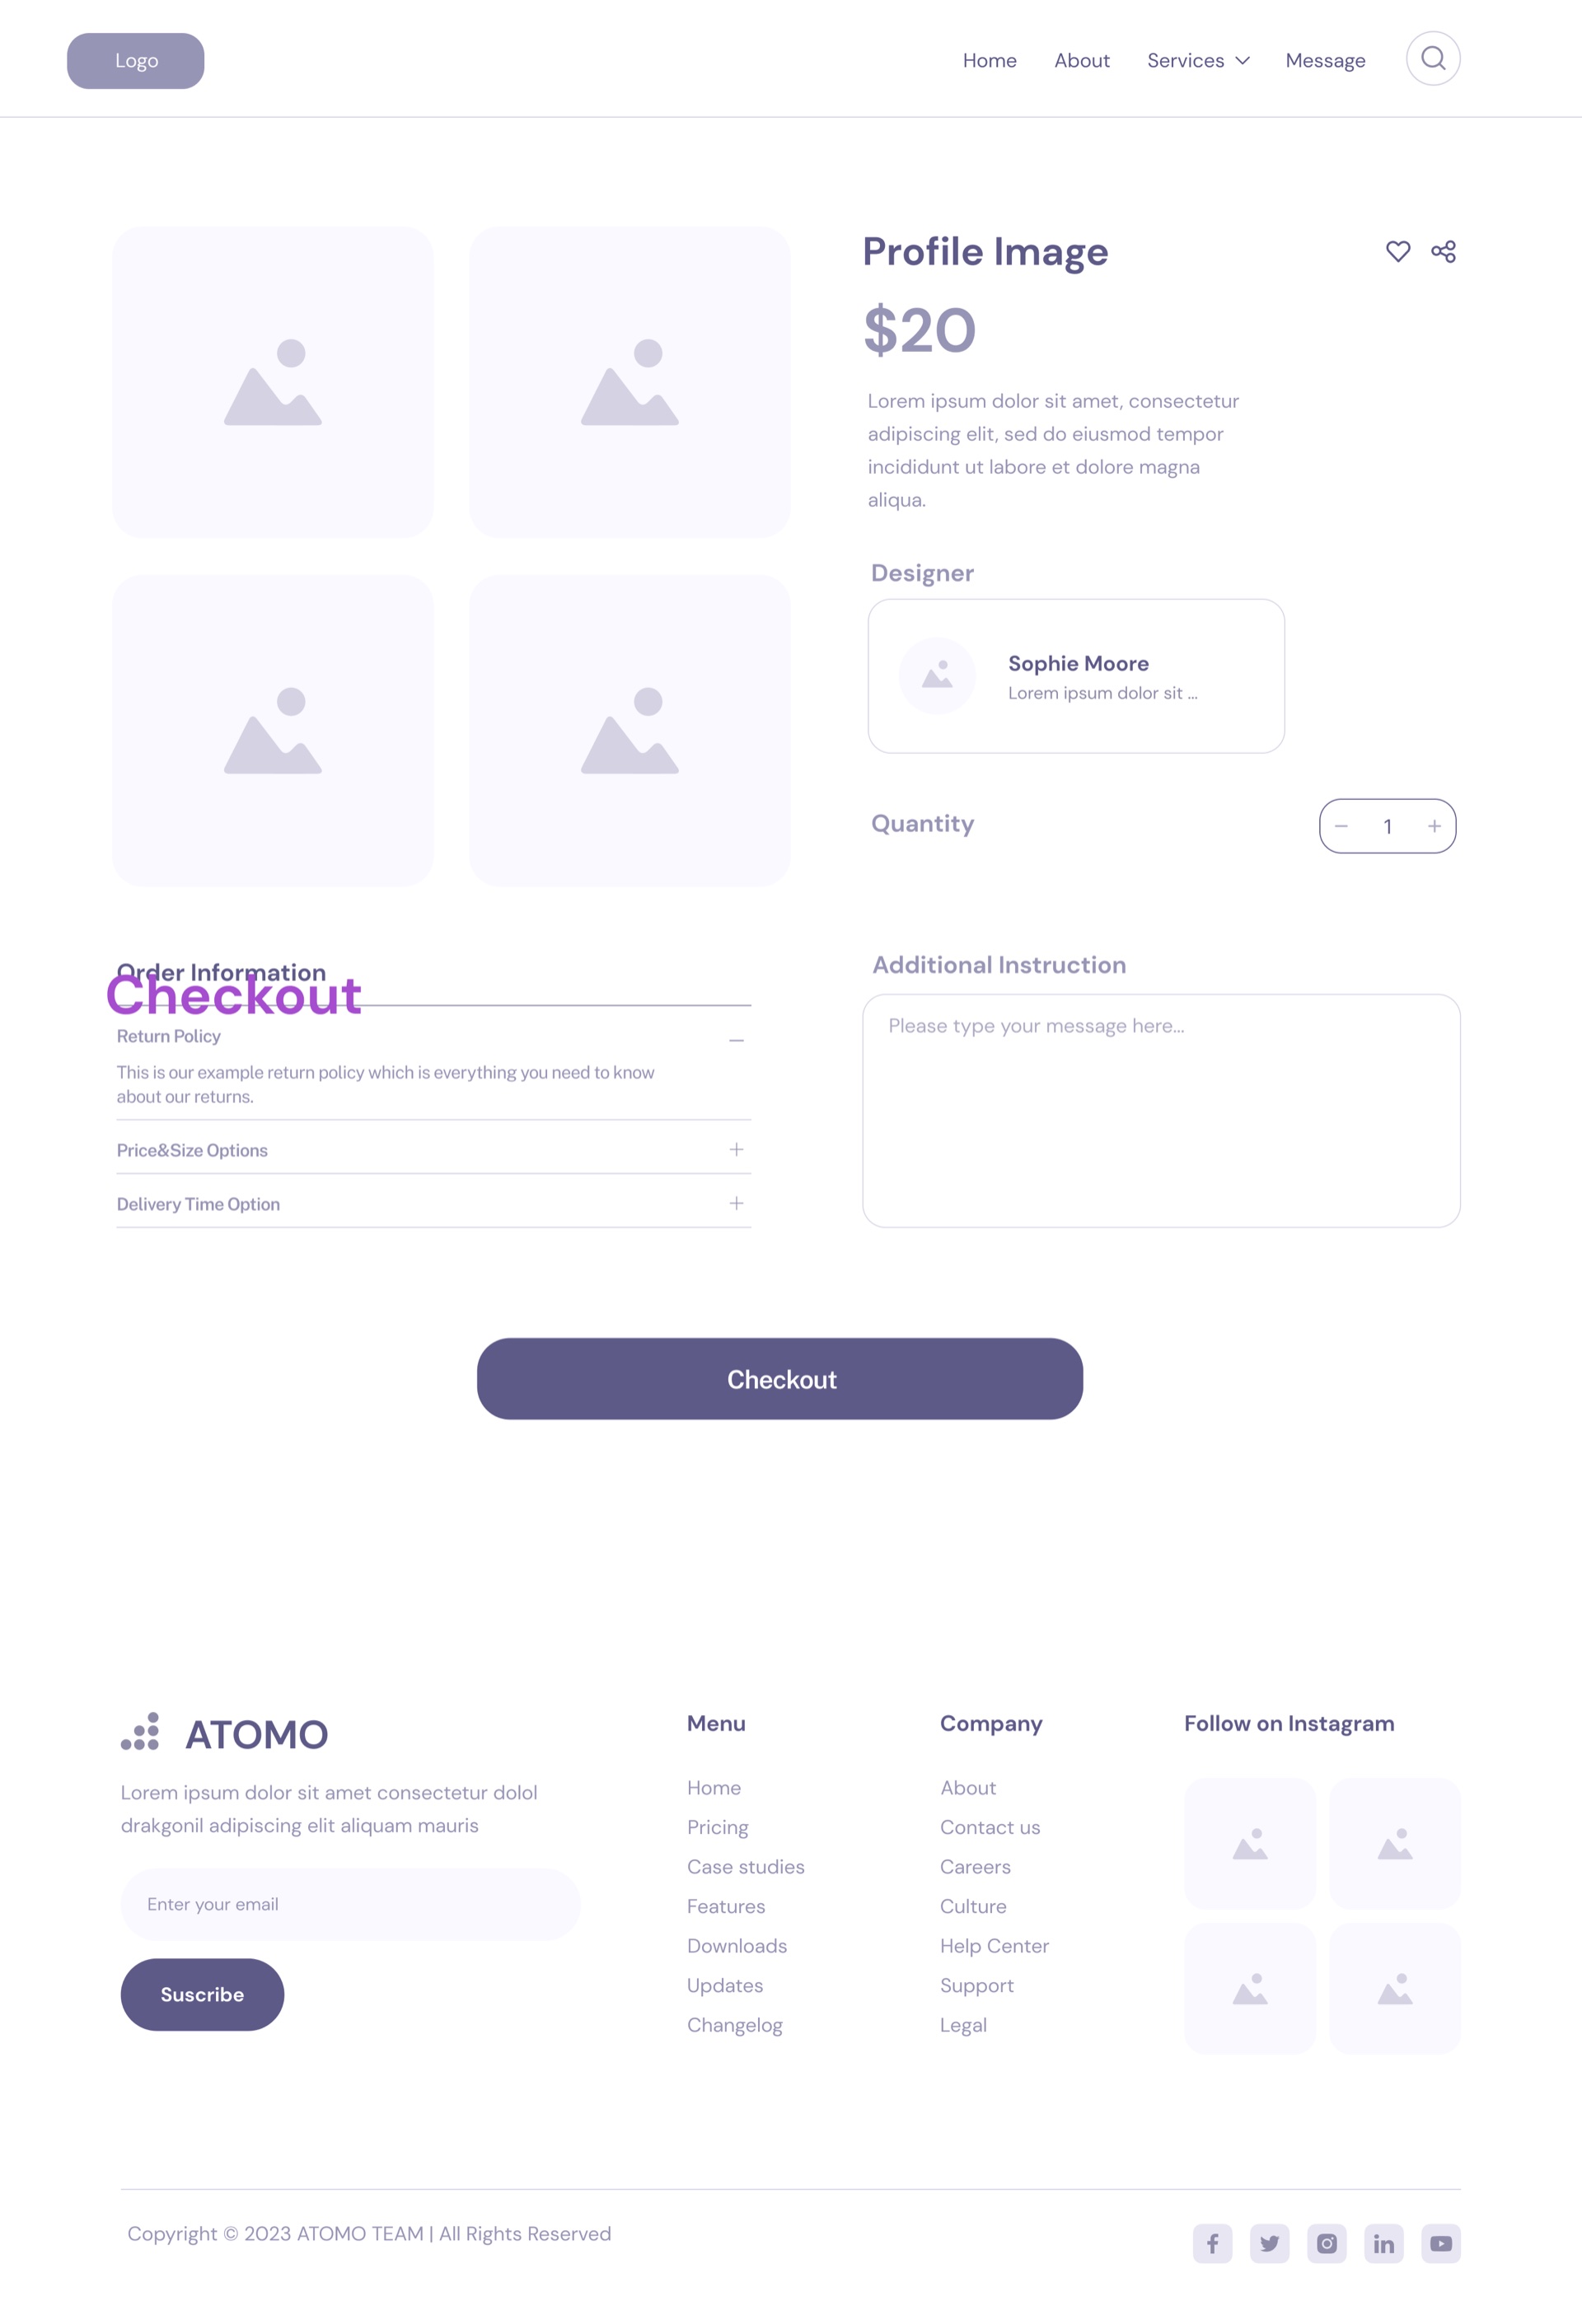 Logo
Home About Services Message
Profile Image
$20
Lorem ipsum dolor sit amet, consectetur
adipiscing elit, sed do eiusmod tempor
incididunt ut labore et dolore magna
aliqua.
Designer
Sophie Moore
Lorem ipsum dolor sit ...
Quantity
1
Order Information
Checkout
Return Policy
This is our example return policy which is everything you need to know
about our returns.
Price&Size Options
Delivery Time Option
Additional Instruction
Please type your message here...
Checkout
ATOMO
Lorem ipsum dolor sit amet consectetur dolol
drakgonil adipiscing elit aliquam mauris
Enter your email
Suscribe
Menu
Home
Pricing
Case studies
Features
Downloads
Updates
Changelog
Company
About
Contact us
Careers
Culture
Help Center
Support
Legal
Follow on Instagram
Copyright © 2023 ATOMO TEAM | All Rights Reserved